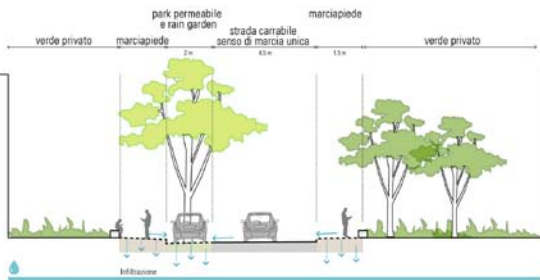 park permeabile
e rain garden
strada carrabile
senso di marcia unica
marciapiede
verde privato
marciapiede
verde privato
2 m
4,5 m
1,5 m
Infiltrazione